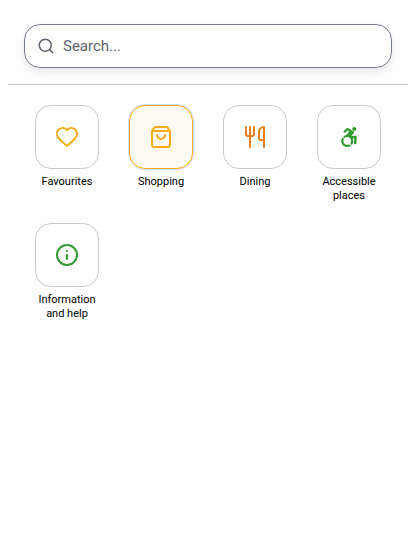 Search...
Favourites
Shopping
Dining
Accessible
places
Information
and help